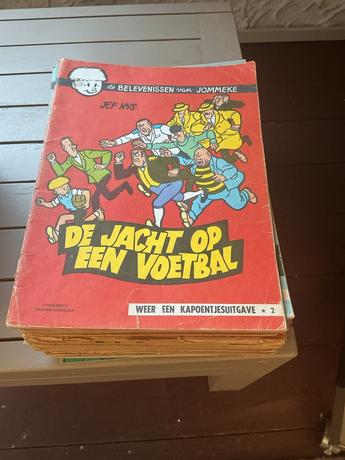 de BELEVENISSEN van JOMMEKE
JEF NYS
DE JACHT OP
EEN VOETBAL
WEER EEN KAPOENTJESUITGAVE ★ 2